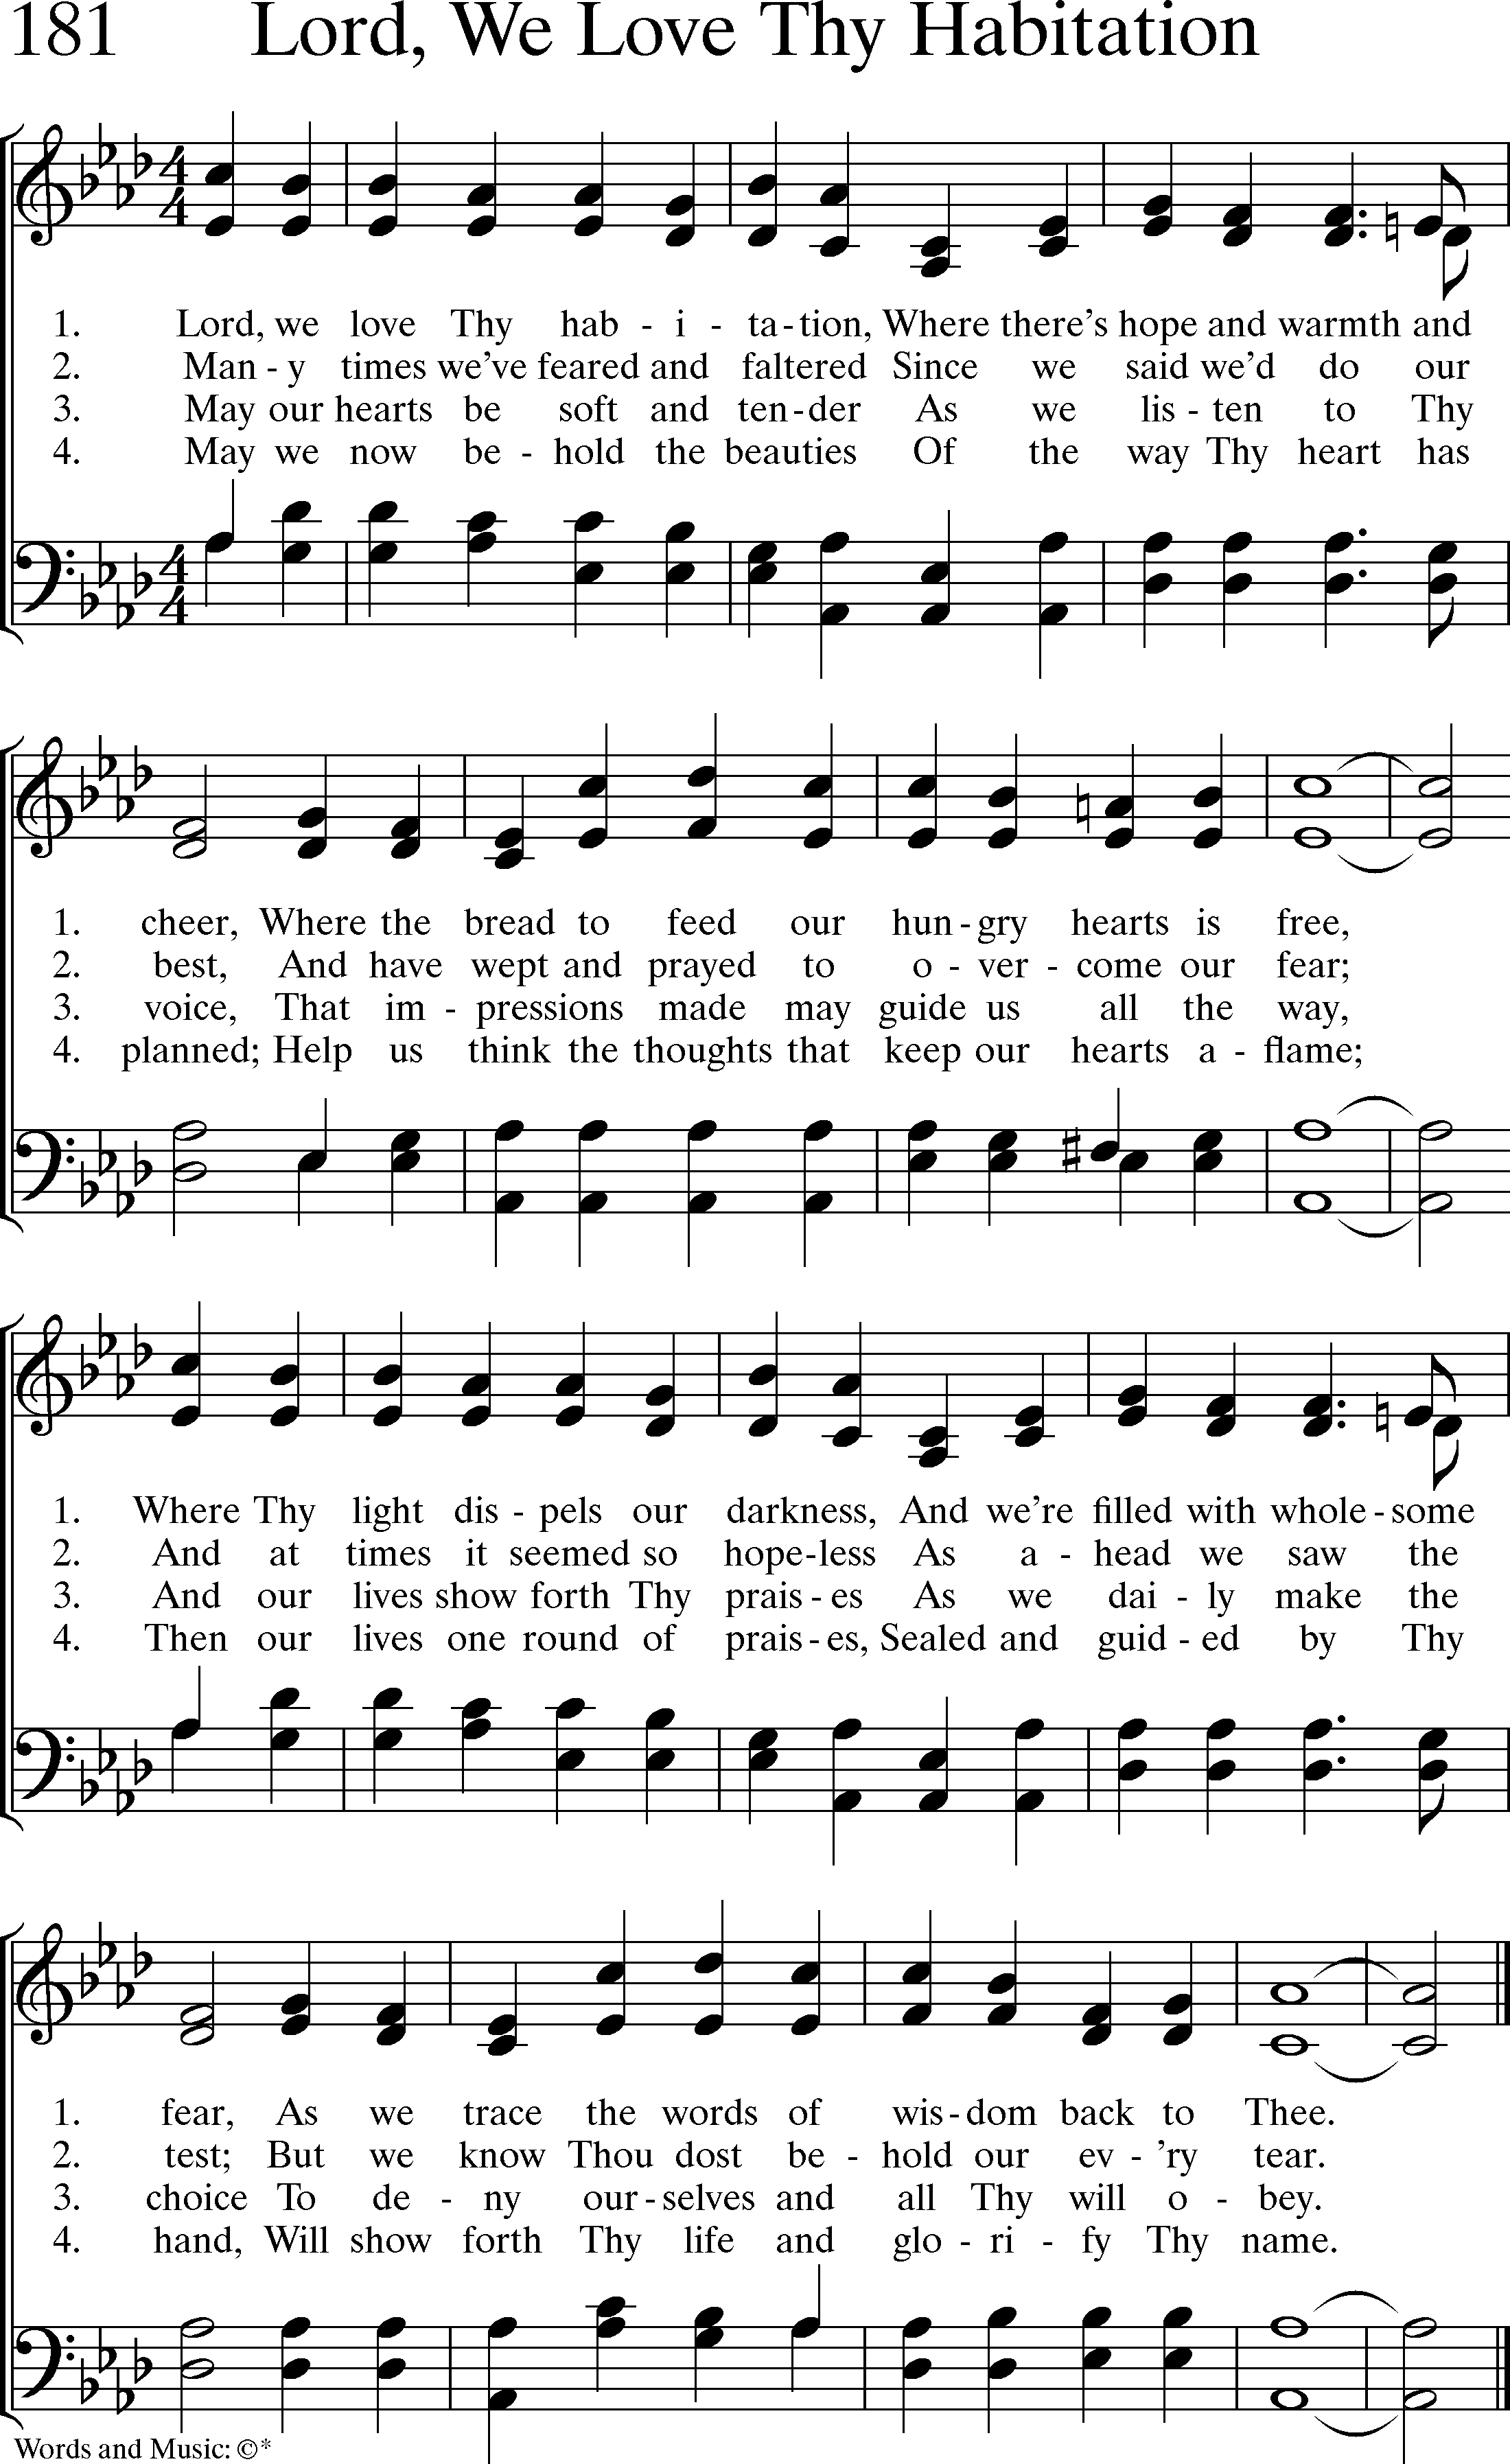 181 Lord, We Love Thy Habitation
1. Lord, we love Thy hab - i - ta - tion, Where there's hope and warmth and
2. Man - y times we've feared and faltered Since we said we'd do our
3. May our hearts be soft and ten - der As we lis - ten to Thy
4. May we now be - hold the beauties Of the way Thy heart has
1. cheer, Where the bread to feed our hun - gry hearts is free,
2. best, And have wept and prayed to o - ver - come our fear;
3. voice, That im - pressions made may guide us all the way,
4. planned; Help us think the thoughts that keep our hearts a - flame;
1. Where Thy light dis - pels our darkness, And we're filled with whole - some
2. And at times it seemed so hope - less As a - head we saw the
3. And our lives show forth Thy prais - es As we dai - ly make the
4. Then our lives one round of prais - es, Sealed and guid - ed by Thy
1. fear, As we trace the words of wis - dom back to Thee.
2. test; But we know Thou dost be - hold our ev - 'ry tear.
3. choice To de - ny our - selves and all Thy will o - bey.
4. hand, Will show forth Thy life and glo - ri - fy Thy name.
Words and Music: ©*